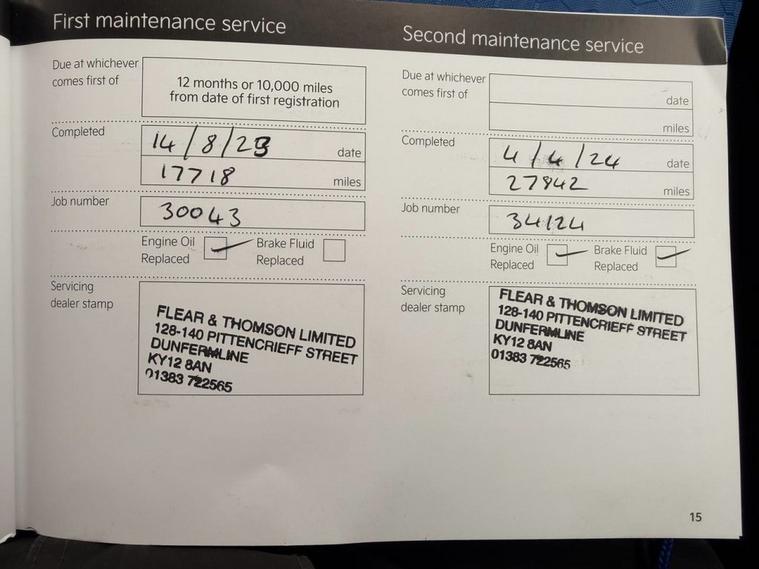 First maintenance service
Due at whichever
comes first of
12 months or 10,000 miles
from date of first registration
Completed
14/8/23 date
17718 miles
Job number
30043
Engine Oil
Replaced
Brake Fluid
Replaced
Servicing
dealer stamp
FLEAR & THOMSON LIMITED
128-140 PITTENCRIEFF STREET
DUNFERMLINE
KY12 8AN
01383 722565
Second maintenance service
Due at whichever
comes first of
date
miles
Completed
4/4/24 date
27942 miles
Job number
34124
Engine Oil
Replaced
Brake Fluid
Replaced
Servicing
dealer stamp
FLEAR & THOMSON LIMITED
128-140 PITTENCRIEFF STREET
DUNFERMLINE
KY12 8AN
01383 722565
15